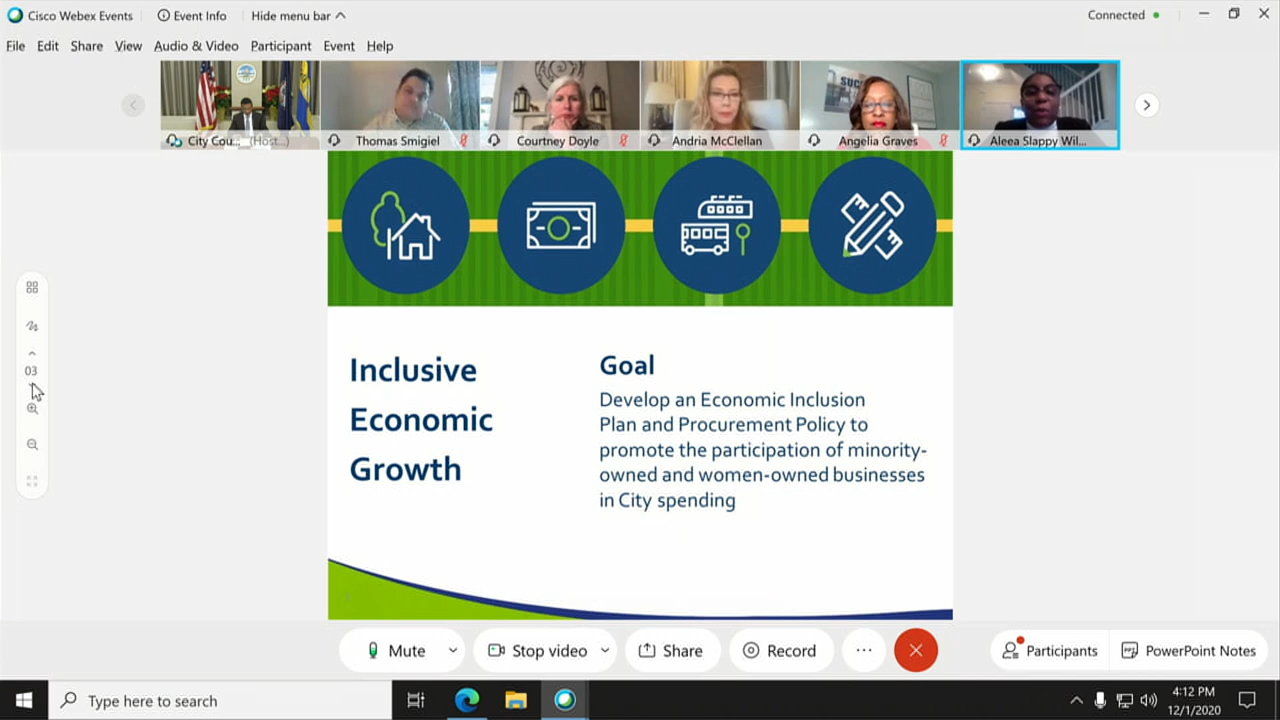 Cisco Webex Events
Event Info
Hide menu bar
Connected
File Edit Share View Audio & Video Participant Event Help
City Cou... (Host...)
Thomas Smigiel
Courtney Doyle
Andria McClellan
Angelia Graves
Aleea Slappy Wil...
03
Inclusive
Economic
Growth
Goal
Develop an Economic Inclusion
Plan and Procurement Policy to
promote the participation of minority-
owned and women-owned businesses
in City spending
Mute
Stop video
Share
Record
Participants
PowerPoint Notes
Type here to search
4:12 PM
12/1/2020